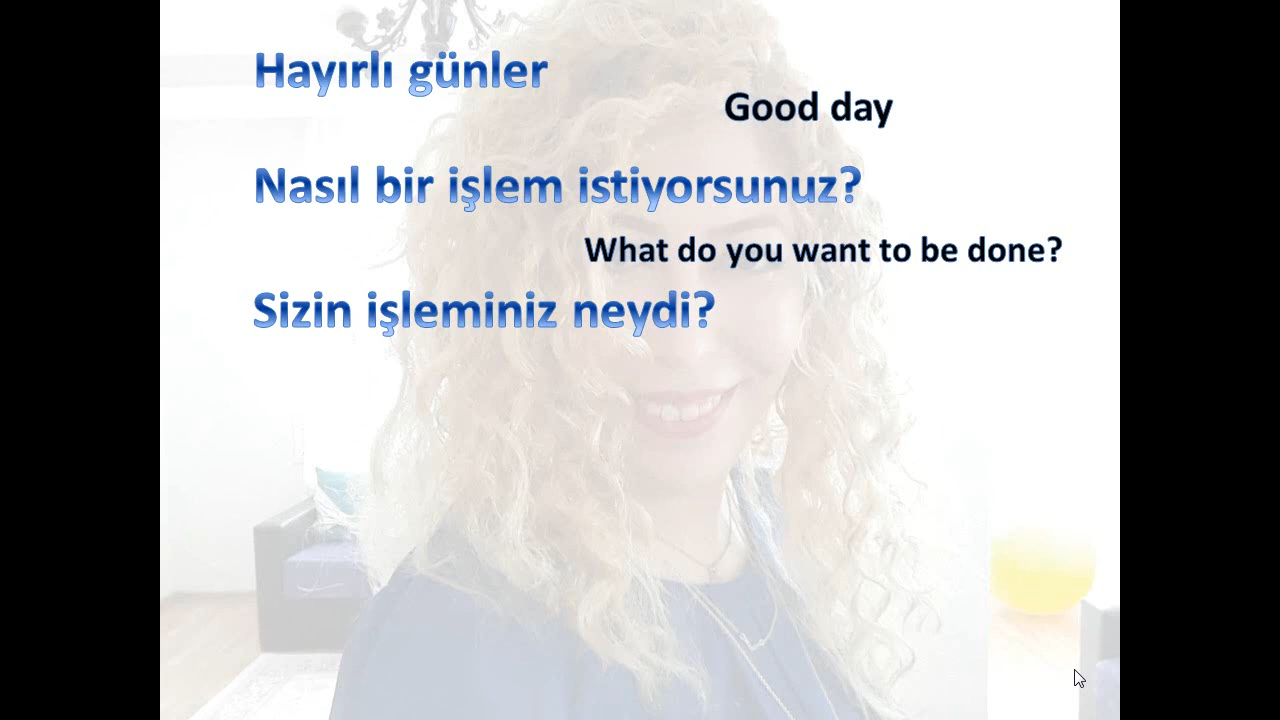 Hayırlı günler
Good day
Nasıl bir işlem istiyorsunuz?
What do you want to be done?
Sizin işleminiz neydi?